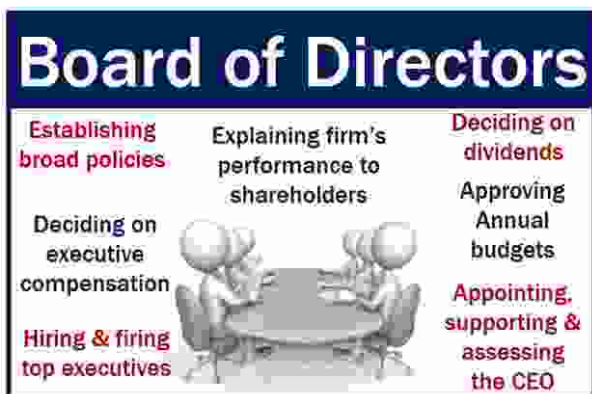 Board of Directors
Establishing
broad policies
Deciding on
executive
compensation
Hiring & firing
top executives
Explaining firm's
performance to
shareholders
Deciding on
dividends
Approving
Annual
budgets
Appointing,
supporting &
assessing
the CEO